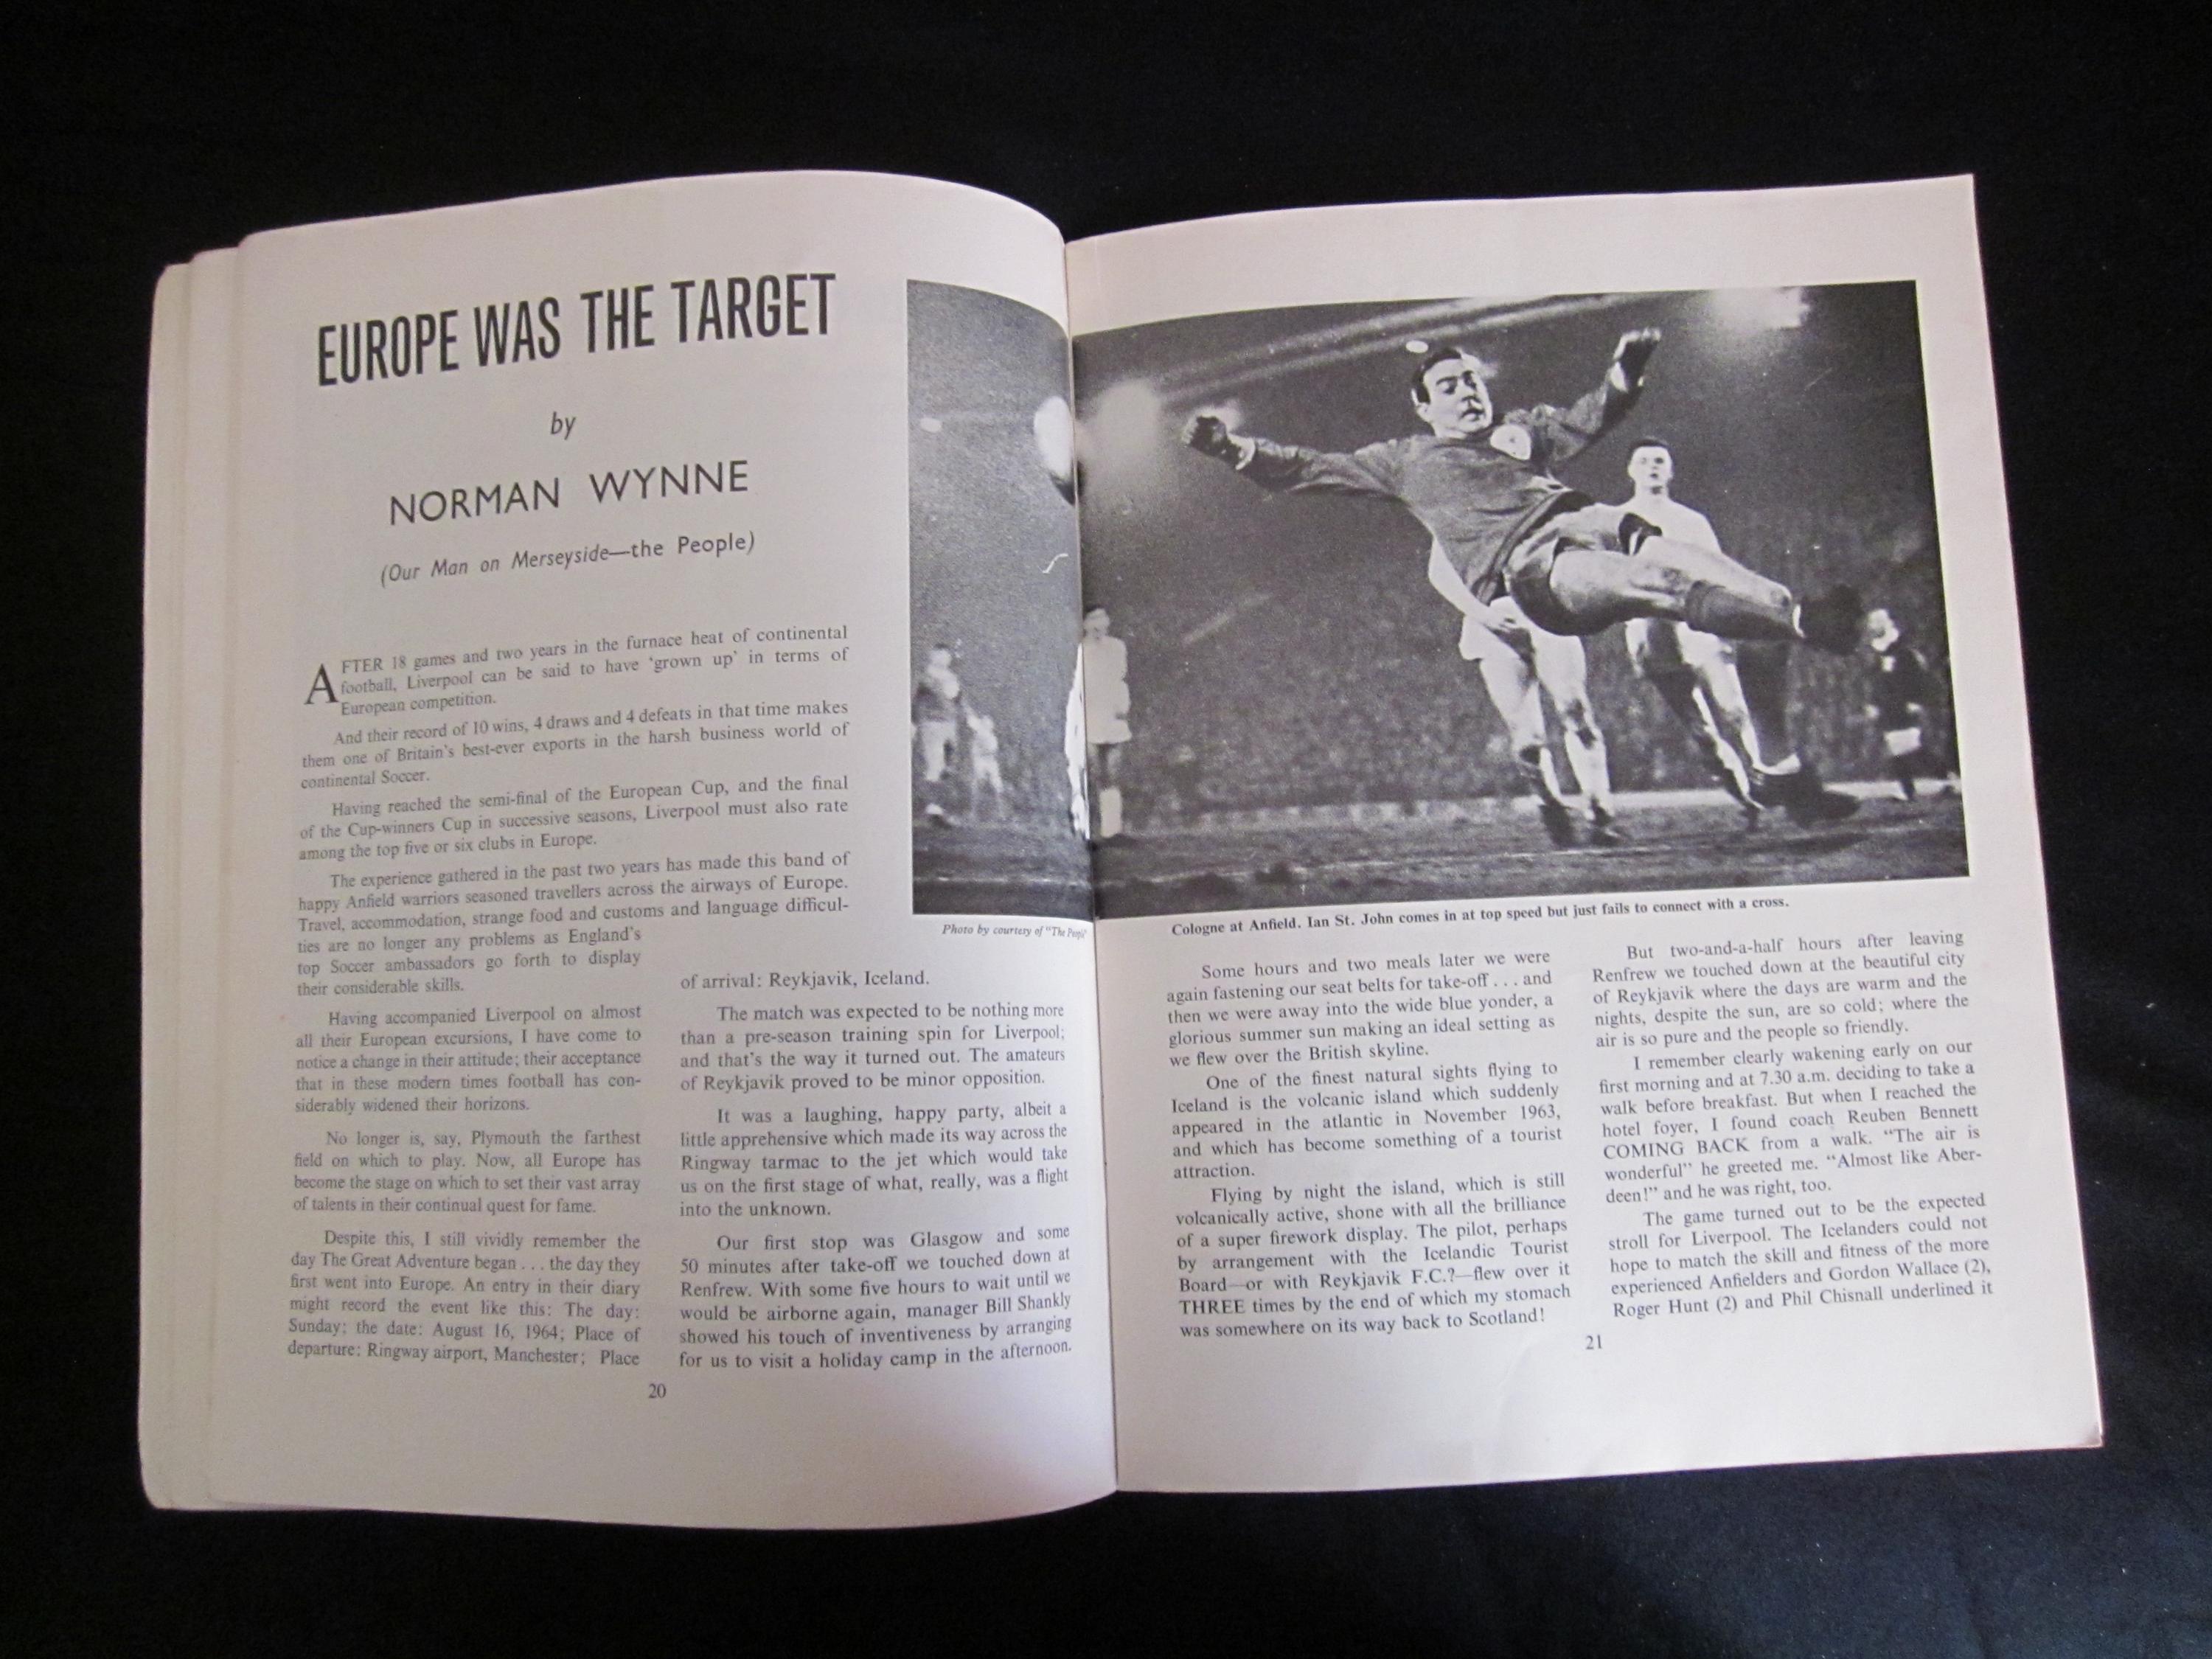 EUROPE WAS THE TARGET
by
NORMAN WYNNE
(Our Man on Merseyside—the People)
AFTER 18 games and two years in the furnace heat of continental
football, Liverpool can be said to have ‘grown up’ in terms of
European competition.
And their record of 10 wins, 4 draws and 4 defeats in that time makes
them one of Britain's best-ever exports in the harsh business world of
continental Soccer.
Having reached the semi-final of the European Cup, and the final
of the Cup-winners Cup in successive seasons, Liverpool must also rate
among the top five or six clubs in Europe.
The experience gathered in the past two years has made this band of
happy Anfield warriors seasoned travellers across the airways of Europe.
Travel, accommodation, strange food and customs and language difficul-
ties are no longer any problems as England's
top Soccer ambassadors go forth to display
their considerable skills.
Having accompanied Liverpool on almost
all their European excursions, I have come to
notice a change in their attitude; their acceptance
that in these modern times football has con-
siderably widened their horizons.
No longer is, say, Plymouth the farthest
field on which to play. Now, all Europe has
become the stage on which to set their vast array
of talents in their continual quest for fame.
Despite this, I still vividly remember the
day The Great Adventure began . . . the day they
first went into Europe. An entry in their diary
might record the event like this: The day:
Sunday; the date: August 16, 1964; Place of
departure: Ringway airport, Manchester; Place
of arrival: Reykjavik, Iceland.
The match was expected to be nothing more
than a pre-season training spin for Liverpool;
and that's the way it turned out. The amateurs
of Reykjavik proved to be minor opposition.
It was a laughing, happy party, albeit a
little apprehensive which made its way across the
Ringway tarmac to the jet which would take
us on the first stage of what, really, was a flight
into the unknown.
Our first stop was Glasgow and some
50 minutes after take-off we touched down at
Renfrew. With some five hours to wait until we
would be airborne again, manager Bill Shankly
showed his touch of inventiveness by arranging
for us to visit a holiday camp in the afternoon.
20
Photo by courtesy of "The People"
Cologne at Anfield. Ian St. John comes in at top speed but just fails to connect with a cross.
Some hours and two meals later we were
again fastening our seat belts for take-off . . . and
then we were away into the wide blue yonder, a
glorious summer sun making an ideal setting as
we flew over the British skyline.
One of the finest natural sights flying to
Iceland is the volcanic island which suddenly
appeared in the atlantic in November 1963,
and which has become something of a tourist
attraction.
Flying by night the island, which is still
volcanically active, shone with all the brilliance
of a super firework display. The pilot, perhaps
by arrangement with the Icelandic Tourist
Board—or with Reykjavik F.C.?—flew over it
THREE times by the end of which my stomach
was somewhere on its way back to Scotland!
But two-and-a-half hours after leaving
Renfrew we touched down at the beautiful city
of Reykjavik where the days are warm and the
nights, despite the sun, are so cold; where the
air is so pure and the people so friendly.
I remember clearly wakening early on our
first morning and at 7.30 a.m. deciding to take a
walk before breakfast. But when I reached the
hotel foyer, I found coach Reuben Bennett
COMING BACK from a walk. "The air is
wonderful" he greeted me. "Almost like Aber-
deen!" and he was right, too.
The game turned out to be the expected
stroll for Liverpool. The Icelanders could not
hope to match the skill and fitness of the more
experienced Anfielders and Gordon Wallace (2),
Roger Hunt (2) and Phil Chisnall underlined it
21